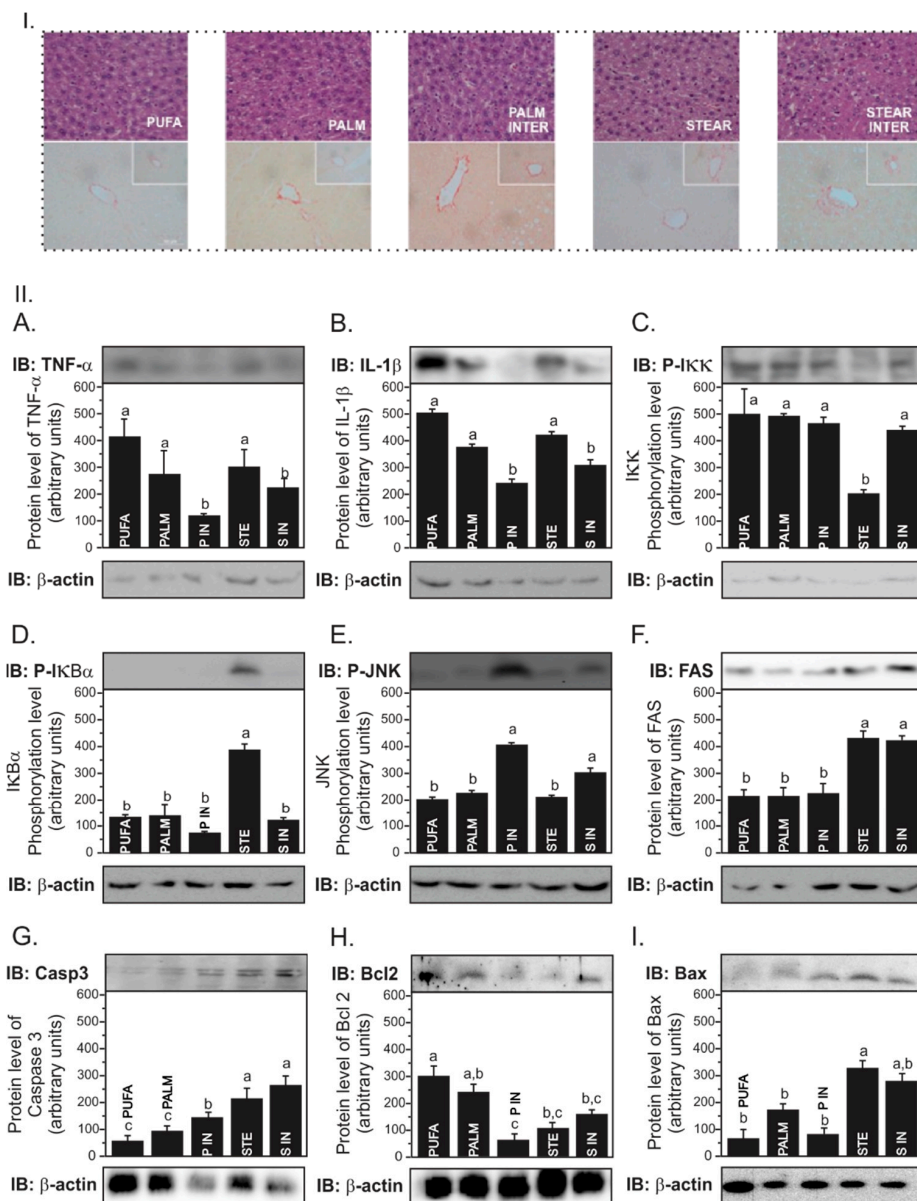 I.
PUFA
PALM
PALM
INTER
STEAR
STEAR
INTER
II.
A.
IB: TNF-α
Protein level of TNF-α
(arbitrary units)
600
500
400
300
200
100
0
a
a
b
a
b
PUFA
PALM
P IN
STE
S IN
IB: β-actin
B.
IB: IL-1β
Protein level of IL-1β
(arbitrary units)
600
500
400
300
200
100
0
a
a
b
a
b
PUFA
PALM
P IN
STE
S IN
IB: β-actin
C.
IB: P-IKK
IKK
Phosphorylation level
(arbitrary units)
600
500
400
300
200
100
0
a
a
a
b
a
PUFA
PALM
P IN
STE
S IN
IB: β-actin
D.
IB: P-IKBα
IKBα
Phosphorylation level
(arbitrary units)
600
500
400
300
200
100
0
b
b
b
a
b
PUFA
PALM
P IN
STE
S IN
IB: β-actin
E.
IB: P-JNK
JNK
Phosphorylation level
(arbitrary units)
600
500
400
300
200
100
0
b
b
a
b
a
PUFA
PALM
P IN
STE
S IN
IB: β-actin
F.
IB: FAS
Protein level of FAS
(arbitrary units)
600
500
400
300
200
100
0
b
b
b
a
a
PUFA
PALM
P IN
STE
S IN
IB: β-actin
G.
IB: Casp3
Protein level of
Caspase 3
(arbitrary units)
600
500
400
300
200
100
0
c
c
b
a
a
PUFA
PALM
P IN
STE
S IN
IB: β-actin
H.
IB: Bcl2
Protein level of Bcl 2
(arbitrary units)
600
500
400
300
200
100
0
a
a,b
c
b,c
b,c
PUFA
PALM
P IN
STE
S IN
IB: β-actin
I.
IB: Bax
Protein level of Bax
(arbitrary units)
600
500
400
300
200
100
0
b
b
b
a
a,b
PUFA
PALM
P IN
STE
S IN
IB: β-actin